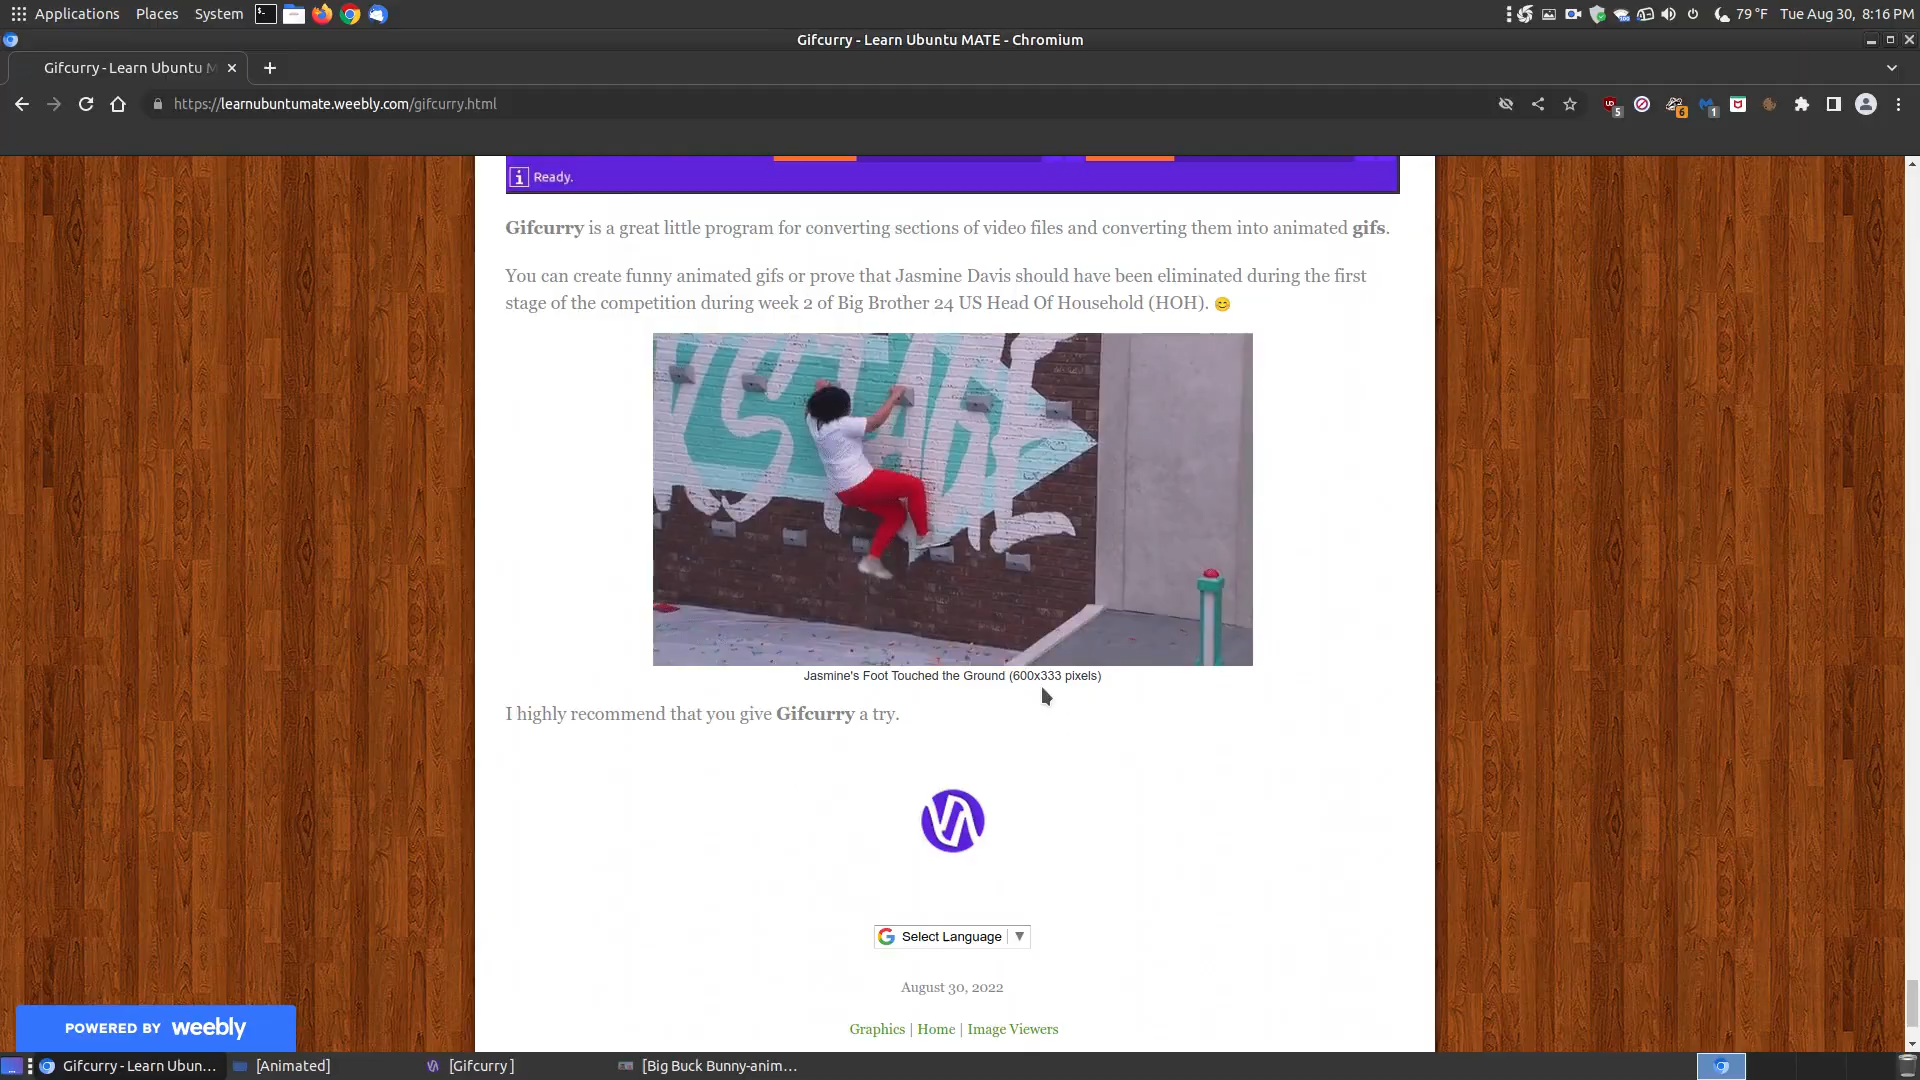 Applications Places System 79 °F Tue Aug 30, 8:16 PM
Gifcurry - Learn Ubuntu MATE - Chromium
Gifcurry - Learn Ubuntu M
https://learnubuntumate.weebly.com/gifcurry.html
5 6 1
Ready.
Gifcurry is a great little program for converting sections of video files and converting them into animated gifs.
You can create funny animated gifs or prove that Jasmine Davis should have been eliminated during the first
stage of the competition during week 2 of Big Brother 24 US Head Of Household (HOH). 😊
Jasmine's Foot Touched the Ground (600x333 pixels)
I highly recommend that you give Gifcurry a try.
Select Language ▼
August 30, 2022
Graphics | Home | Image Viewers
POWERED BY weebly
Gifcurry - Learn Ubun... [Animated] [Gifcurry ] [Big Buck Bunny-anim...